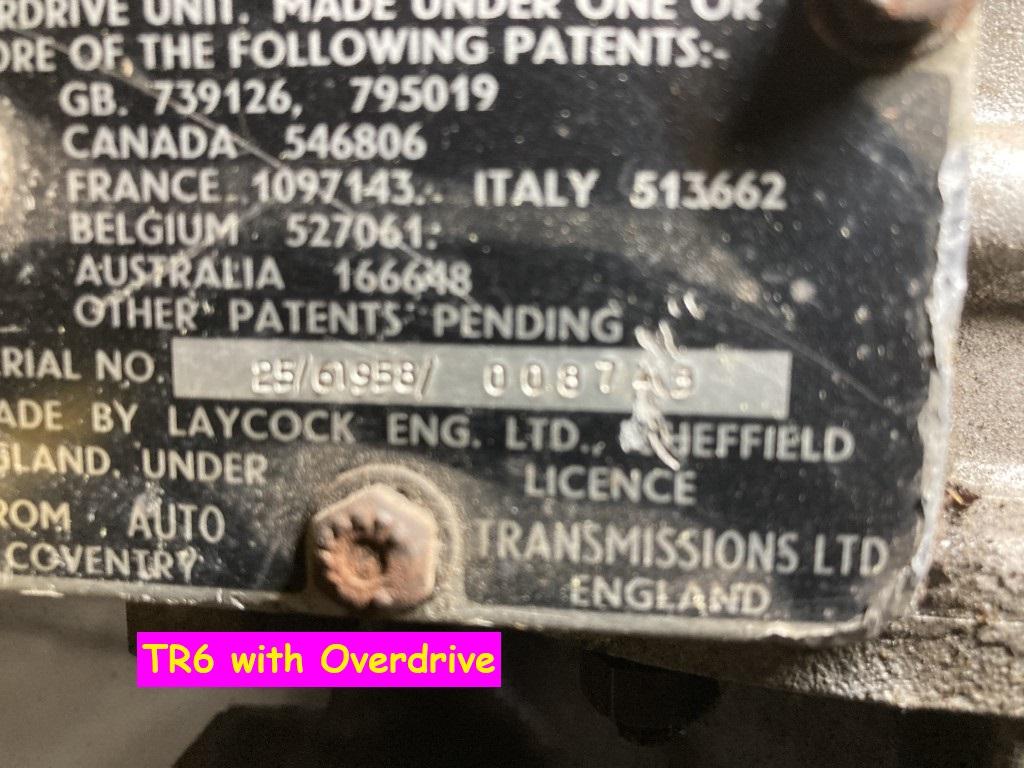 RDRIVE UNIT. MADE UNDER ONE OR
ORE OF THE FOLLOWING PATENTS:-
GB. 739126, 795019
CANADA 546806
FRANCE 1097143. ITALY 513662
BELGIUM 527061.
AUSTRALIA 166648
OTHER PATENTS PENDING
ERIAL NO. 25/61958/
ADE BY LAYCOCK ENG. LTD., SHEFFIELD
GLAND. UNDER LICENCE
ROM AUTO TRANSMISSIONS LTD
COVENTRY ENGLAND
TR6 with Overdrive